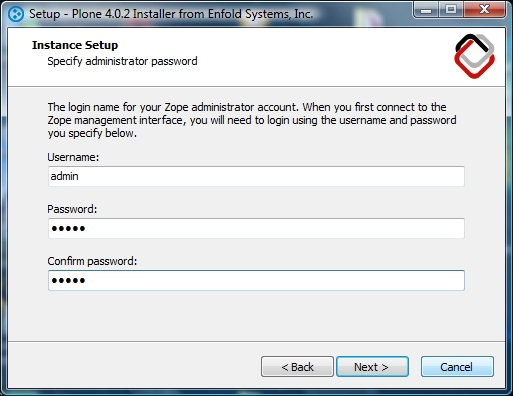 Setup - Plone 4.0.2 Installer from Enfold Systems, Inc.
Instance Setup
Specify administrator password
The login name for your Zope administrator account. When you first connect to the
Zope management interface, you will need to login using the username and password
you specify below.
Username:
admin
Password:
•••••
Confirm password:
•••••
< Back
Next >
Cancel